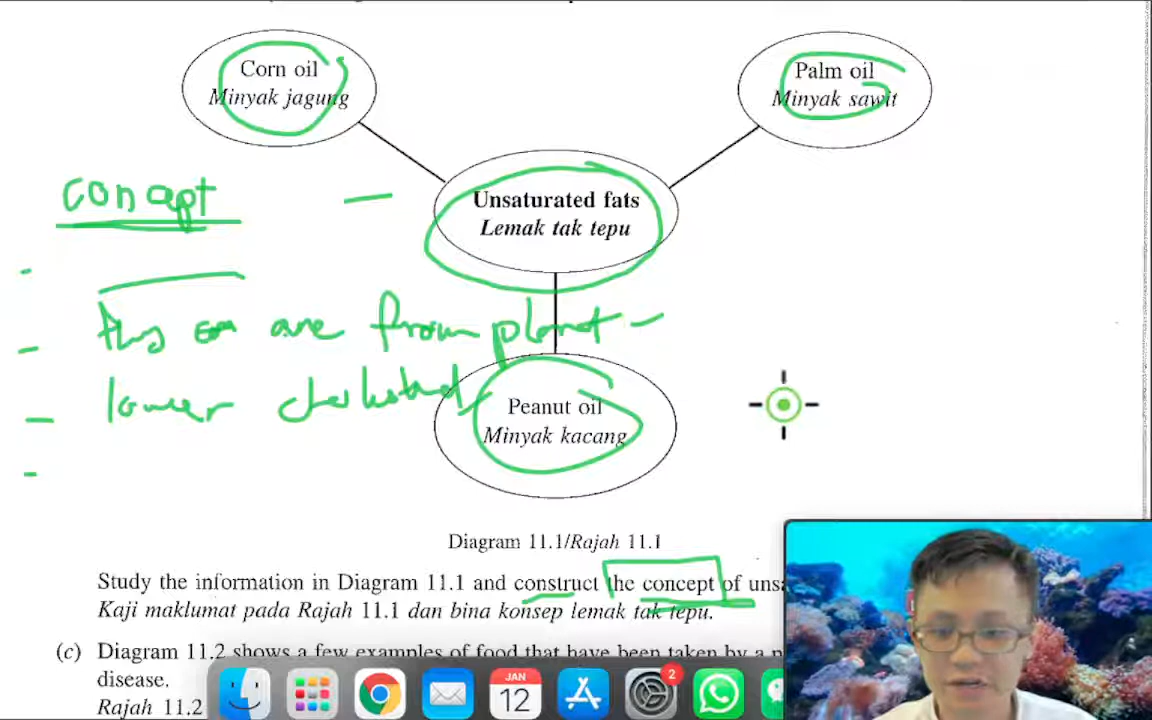 Corn oil
Minyak jagung
Palm oil
Minyak sawit
Unsaturated fats
Lemak tak tepu
concept
are from plant
lower
Peanut oil
Minyak kacang
Diagram 11.1/Rajah 11.1
Study the information in Diagram 11.1 and construct the concept of unsa
Kaji maklumat pada Rajah 11.1 dan bina konsep lemak tak tepu.
(c) Diagram 11.2 shows a few examples of food that have been taken by a p
disease.
Rajah 11.2
JAN
12
2